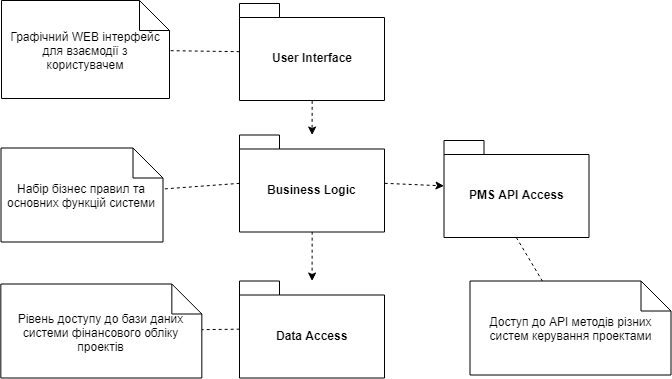 Графічний WEB інтерфейс
для взаємодії з
користувачем
User Interface
Набір бізнес правил та
основних функцій системи
Business Logic
PMS API Access
Рівень доступу до бази даних
системи фінансового обліку
проектів
Data Access
Доступ до API методів різних
систем керування проектами